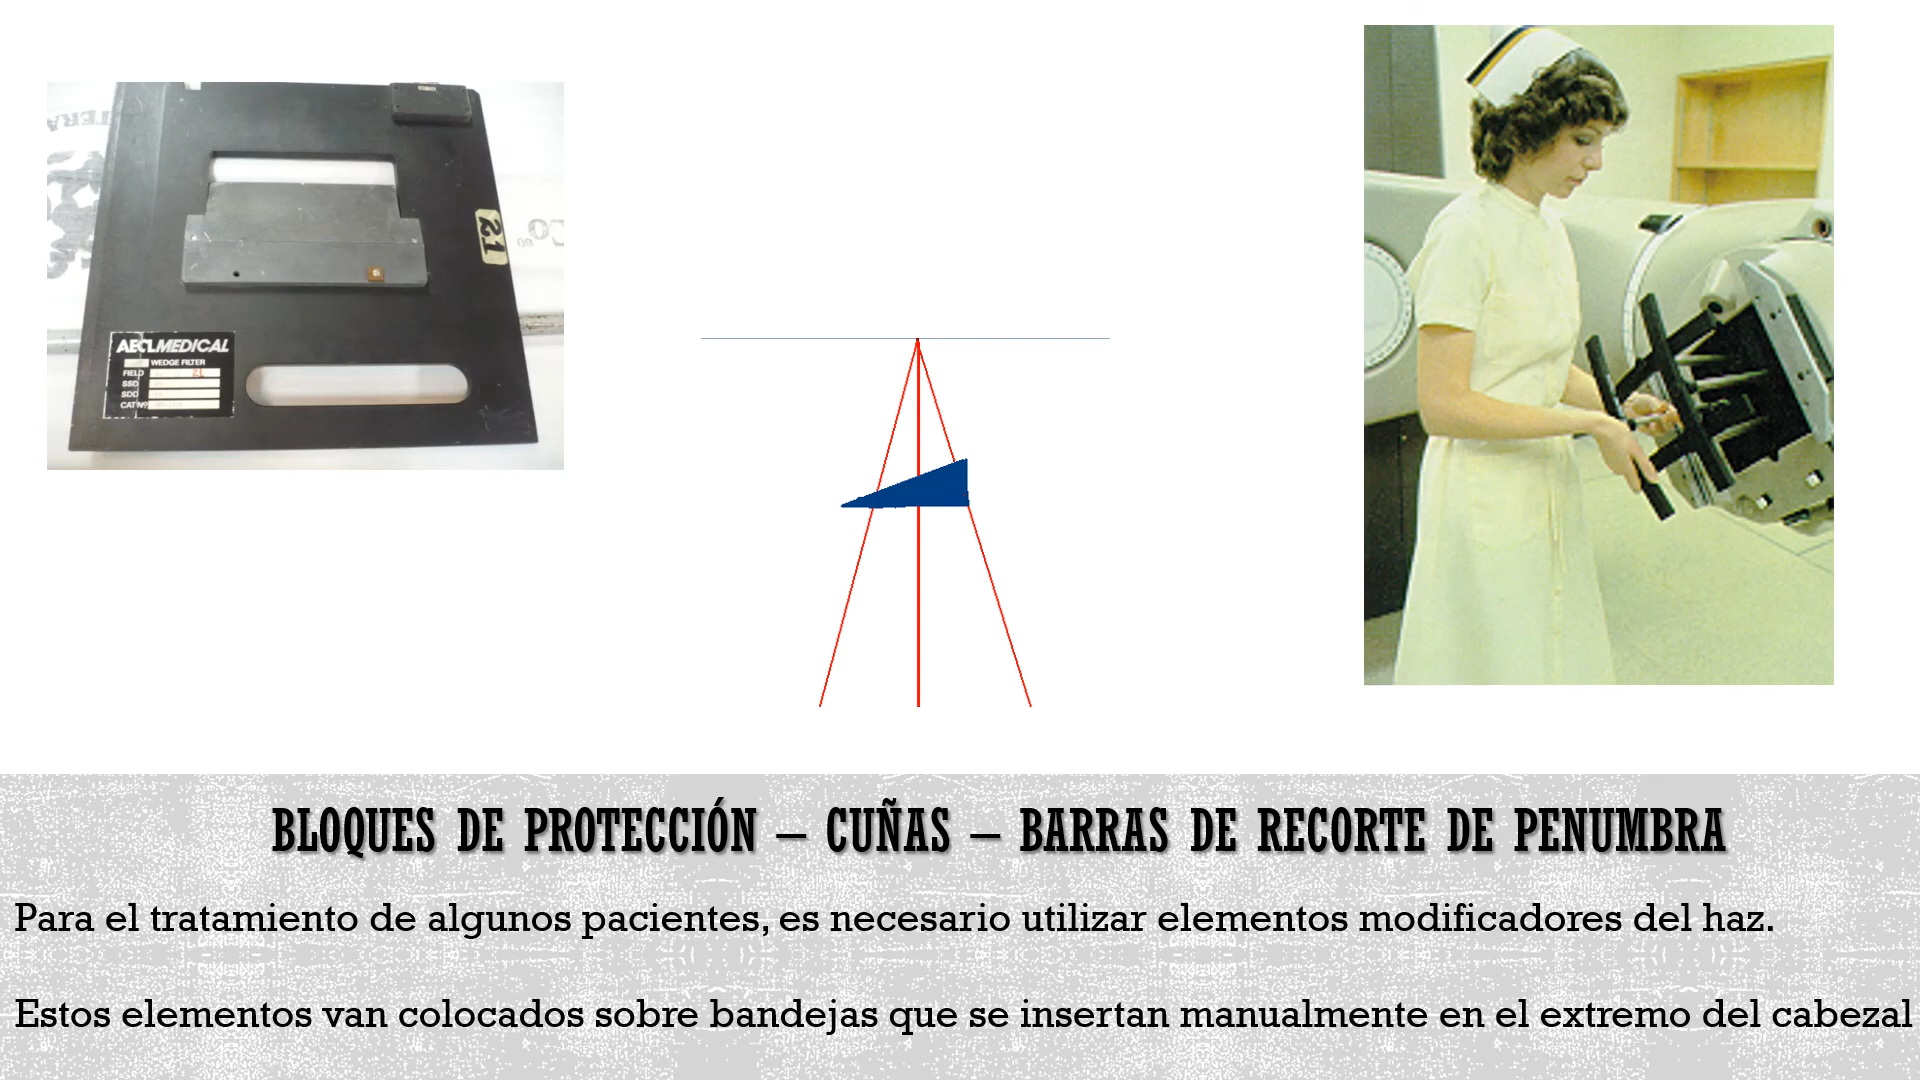 AECL MEDICAL
WEDGE FILTER
FIELD
SSD
SDD
CAT Nº
BLOQUES DE PROTECCIÓN – CUÑAS – BARRAS DE RECORTE DE PENUMBRA
Para el tratamiento de algunos pacientes, es necesario utilizar elementos modificadores del haz.
Estos elementos van colocados sobre bandejas que se insertan manualmente en el extremo del cabezal